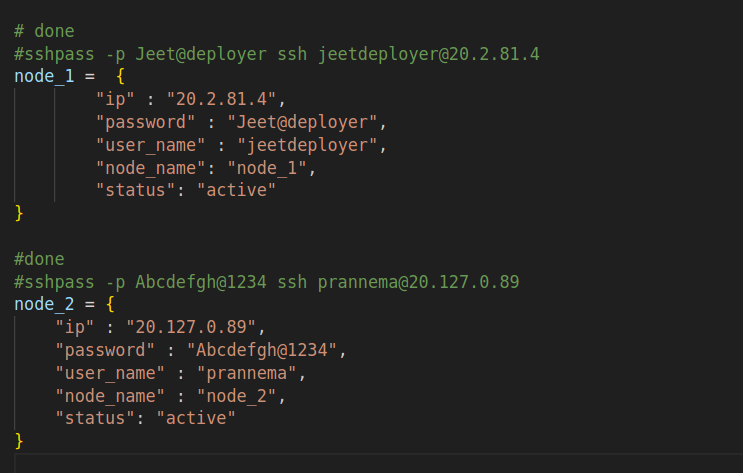 # done
#sshpass -p Jeet@deployer ssh jeetdeployer@20.2.81.4
node_1 =  {
        "ip" : "20.2.81.4",
        "password" : "Jeet@deployer",
        "user_name" : "jeetdeployer",
        "node_name": "node_1",
        "status": "active"
}
#done
#sshpass -p Abcdefgh@1234 ssh prannema@20.127.0.89
node_2 = {
    "ip" : "20.127.0.89",
    "password" : "Abcdefgh@1234",
    "user_name" : "prannema",
    "node_name" : "node_2",
    "status": "active"
}